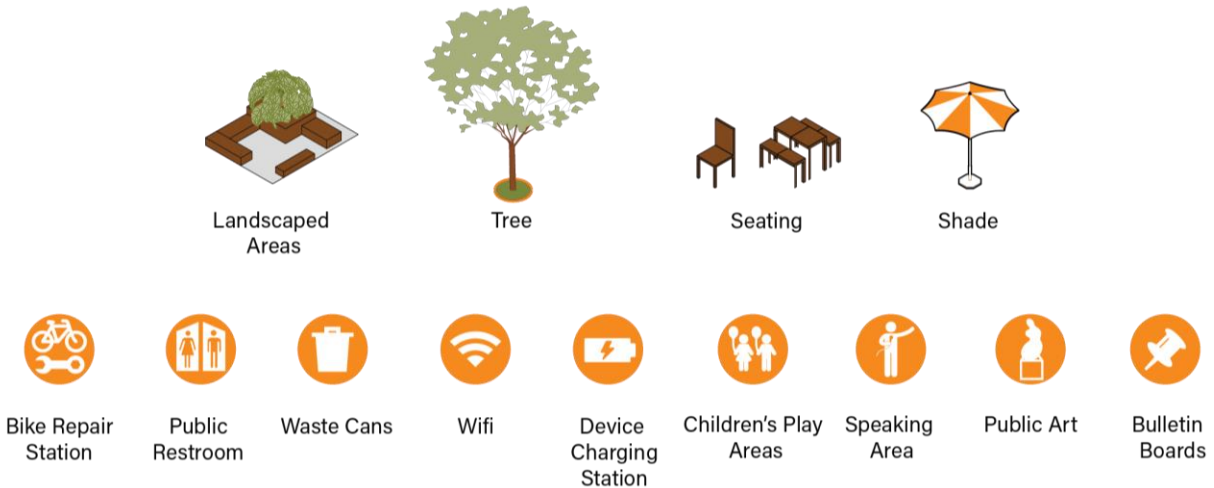 Landscaped
Areas
Tree
Seating
Shade
Bike Repair
Station
Public
Restroom
Waste Cans
Wifi
Device
Charging
Station
Children's Play
Areas
Speaking
Area
Public Art
Bulletin
Boards